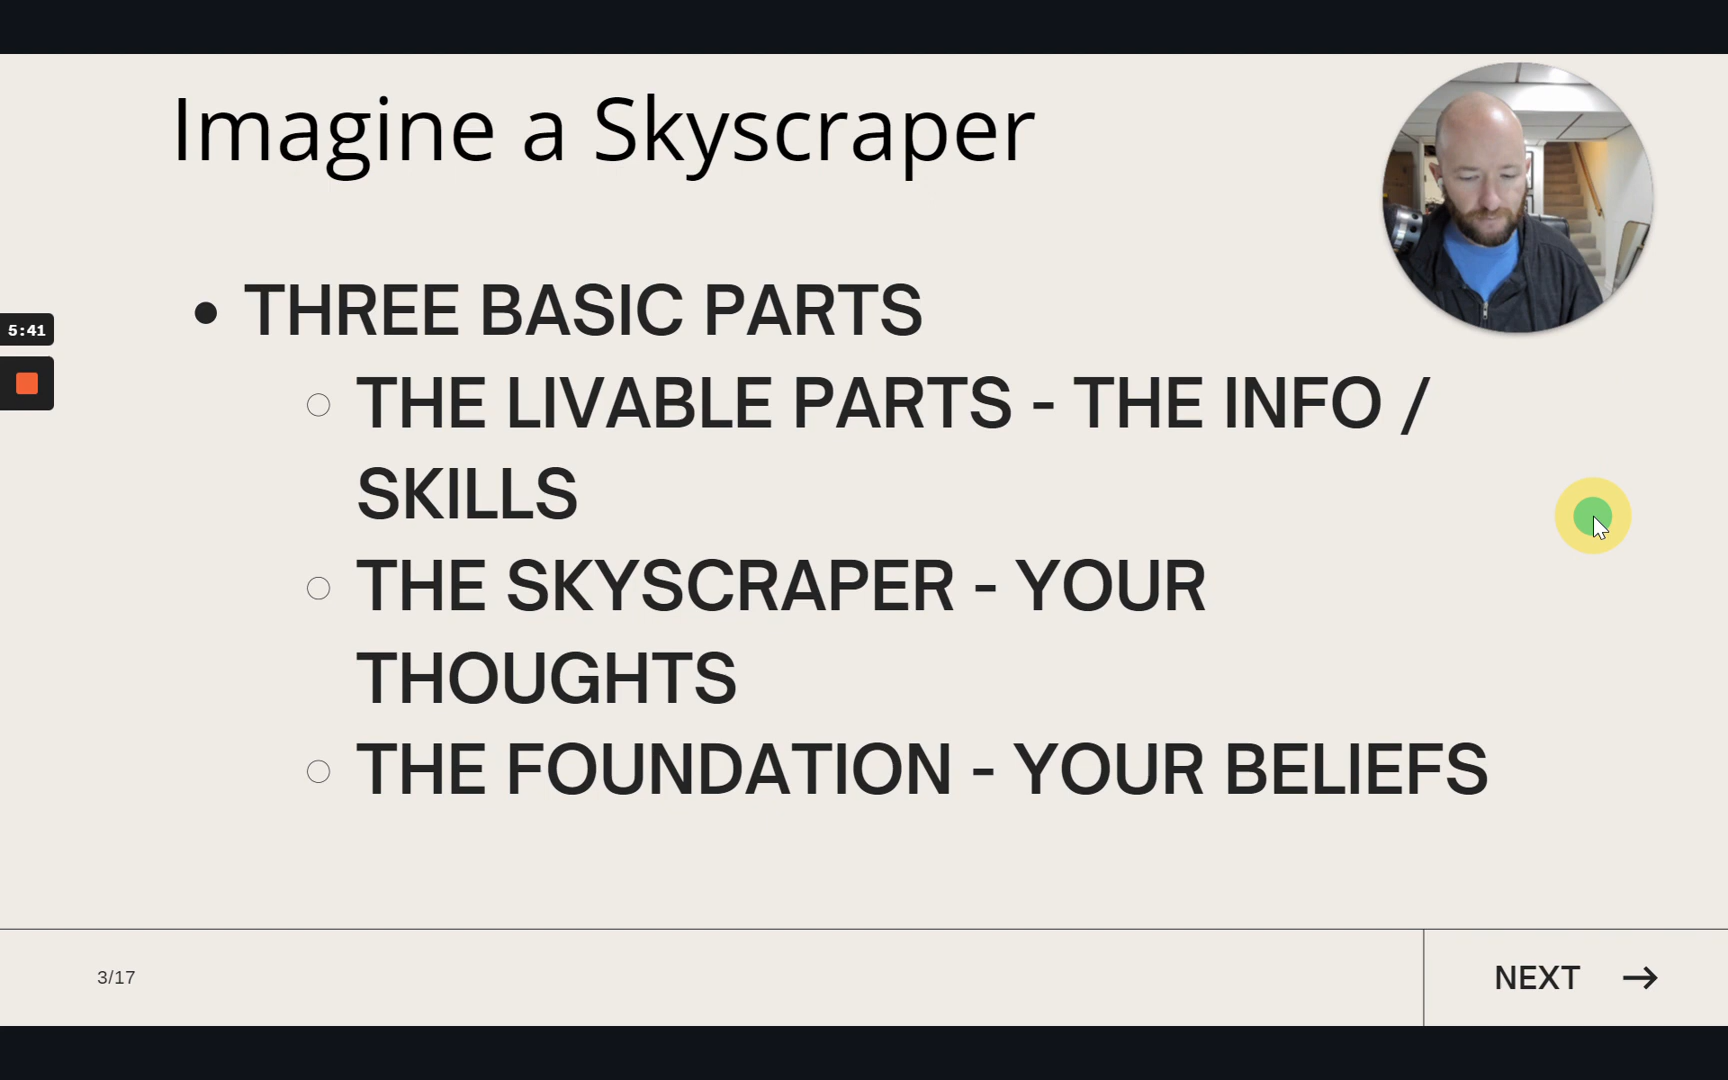 Imagine a Skyscraper
THREE BASIC PARTS
THE LIVABLE PARTS - THE INFO /
SKILLS
THE SKYSCRAPER - YOUR
THOUGHTS
THE FOUNDATION - YOUR BELIEFS
5:41
3/17
NEXT →